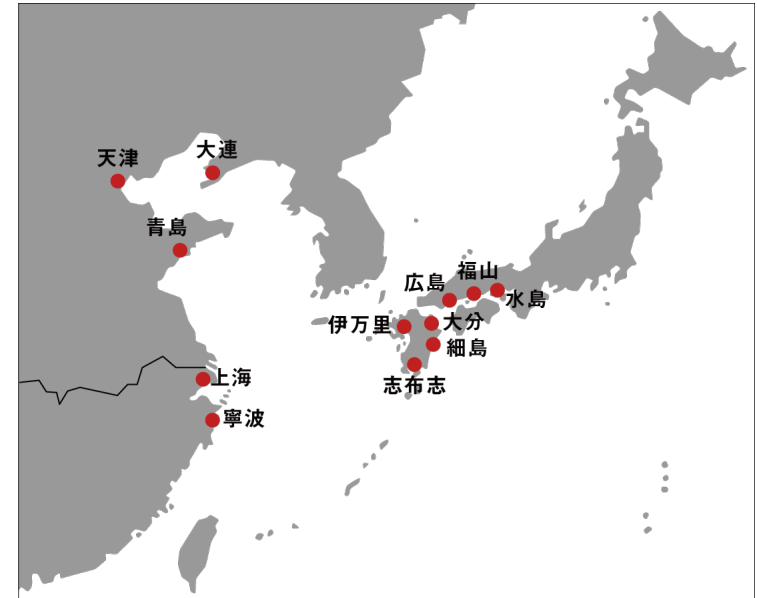 大連
天津
青島
福山
広島
水島
伊万里
大分
細島
上海
志布志
寧波